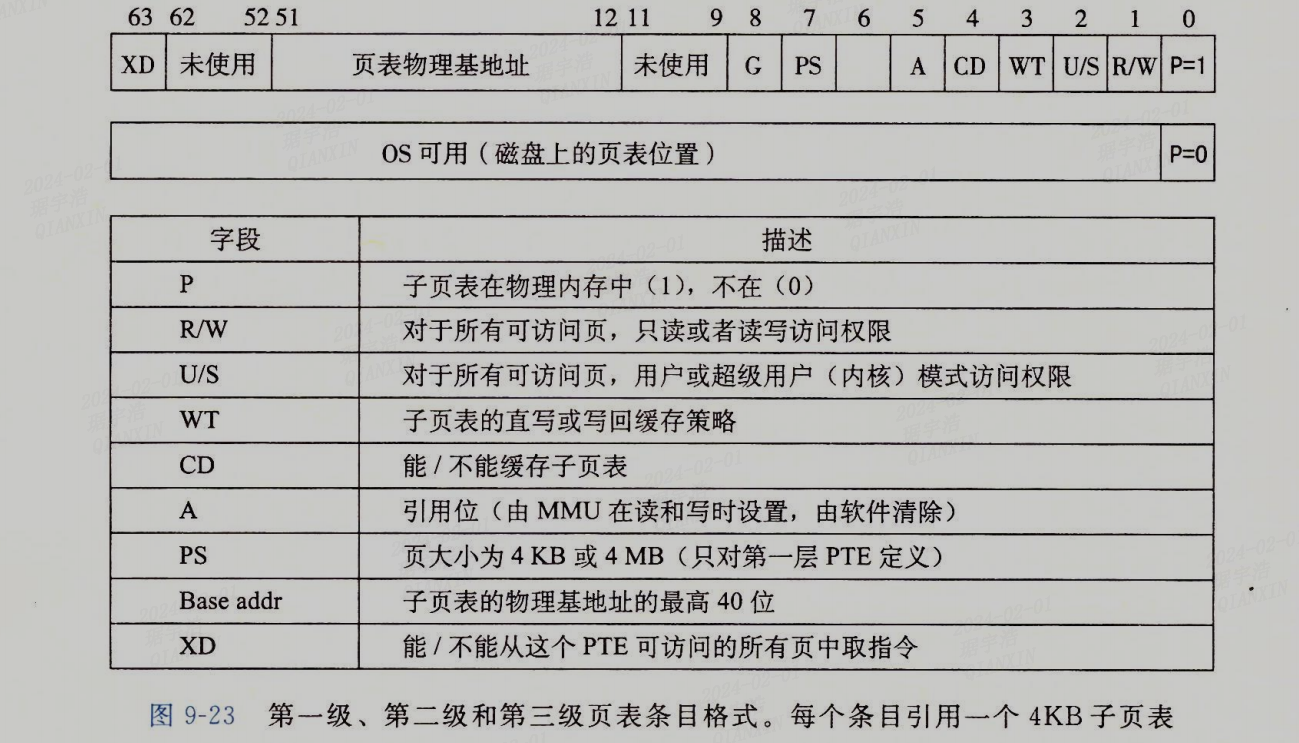 63 62 52 51 12 11 9 8 7 6 5 4 3 2 1 0
XD 未使用 页表物理基地址 未使用 G PS A CD WT U/S R/W P=1
OS 可用（磁盘上的页表位置） P=0
字段 描述
P 子页表在物理内存中（1），不在（0）
R/W 对于所有可访问页，只读或者读写访问权限
U/S 对于所有可访问页，用户或超级用户（内核）模式访问权限
WT 子页表的直写或写回缓存策略
CD 能 / 不能缓存子页表
A 引用位（由 MMU 在读和写时设置，由软件清除）
PS 页大小为 4 KB 或 4 MB（只对第一层 PTE 定义）
Base addr 子页表的物理基地址的最高 40 位
XD 能 / 不能从这个 PTE 可访问的所有页中取指令
图 9-23 第一级、第二级和第三级页表条目格式。每个条目引用一个 4KB 子页表